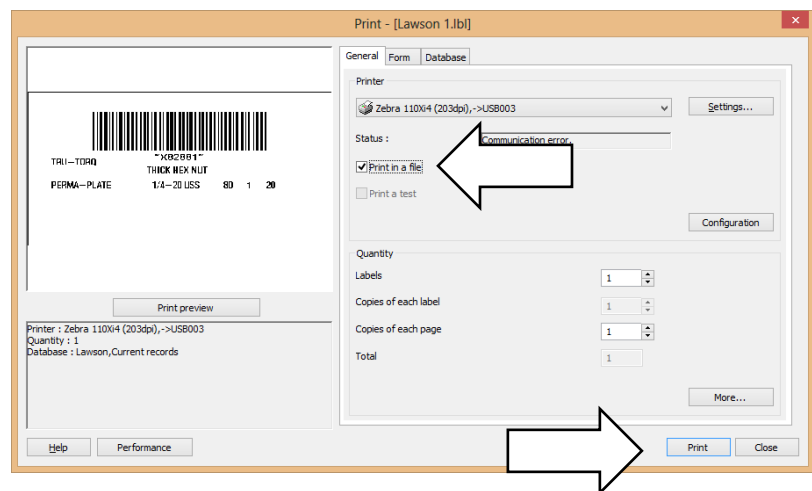 Print - [Lawson 1.lbl]
General Form Database
Printer
Zebra 110Xi4 (203dpi),->USB003
Settings...
Status :
Communication error.
Print in a file
Print a test
Configuration
"X82881"
TRU-TORQ
THICK HEX NUT
PERMA-PLATE 1/4-20 USS 80 1 20
Print preview
Printer : Zebra 110Xi4 (203dpi),->USB003
Quantity : 1
Database : Lawson,Current records
Quantity
Labels 1
Copies of each label 1
Copies of each page 1
Total 1
More...
Help Performance Print Close